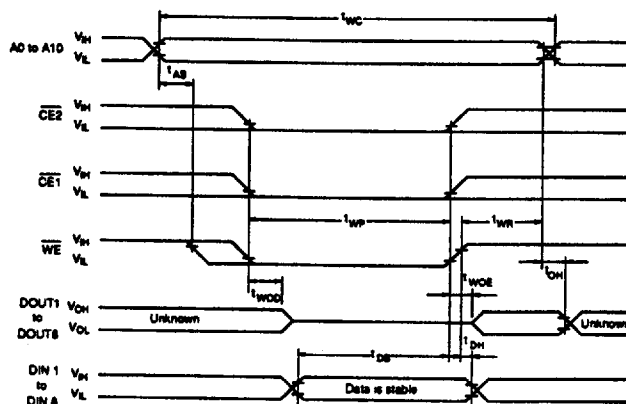 tWC
A0 to A10 VIH
VIL
tAS
CE2 VIH
VIL
CE1 VIH
VIL
tWP
tWR
WE VIH
VIL
tOH
tWOD
tWOE
DOUT1 VOH
to Unknown Unknown
DOUT8 VOL
tDH
tDS
DIN 1 VIH
to Data is stable
DIN 8 VIL